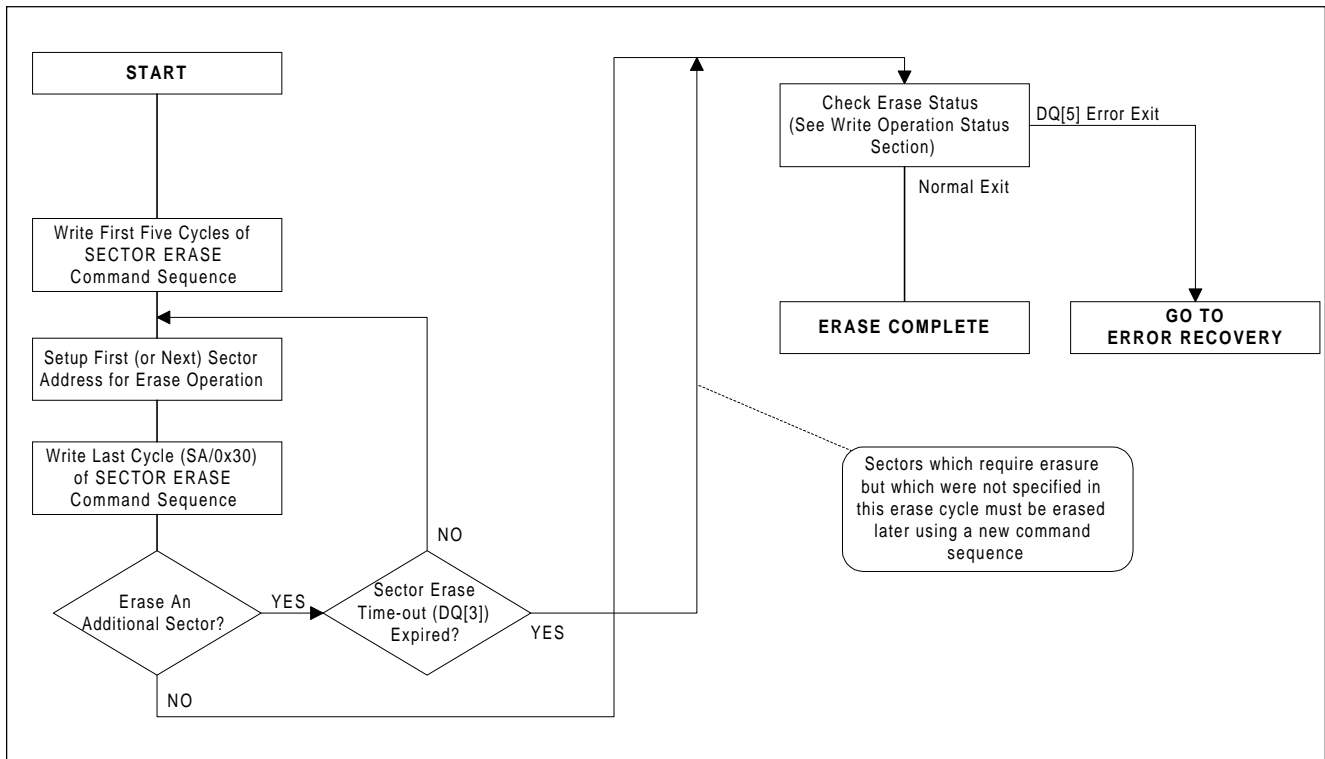 START
Write First Five Cycles of
SECTOR ERASE
Command Sequence
Setup First (or Next) Sector
Address for Erase Operation
Write Last Cycle (SA/0x30)
of SECTOR ERASE
Command Sequence
Erase An
Additional Sector?
YES
NO
Sector Erase
Time-out (DQ[3])
Expired?
NO
YES
Check Erase Status
(See Write Operation Status
Section)
DQ[5] Error Exit
Normal Exit
ERASE COMPLETE
GO TO
ERROR RECOVERY
Sectors which require erasure
but which were not specified in
this erase cycle must be erased
later using a new command
sequence